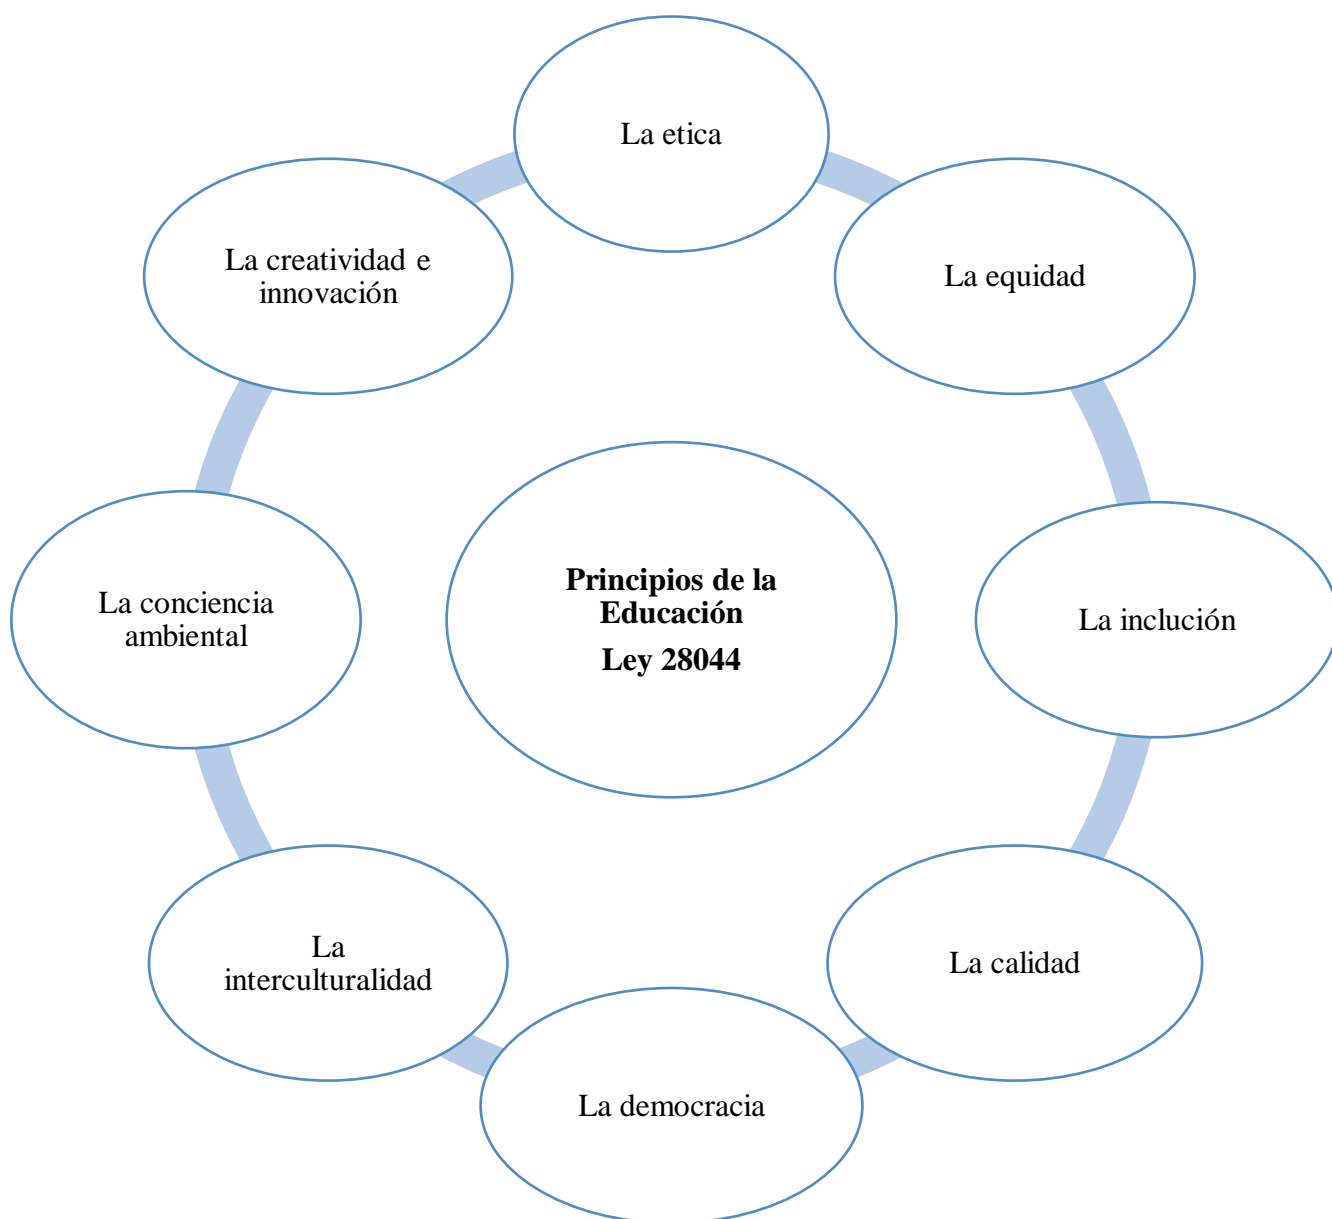 La etica
La equidad
La inclución
La calidad
La democracia
La
interculturalidad
La conciencia
ambiental
La creatividad e
innovación
Principios de la
Educación
Ley 28044